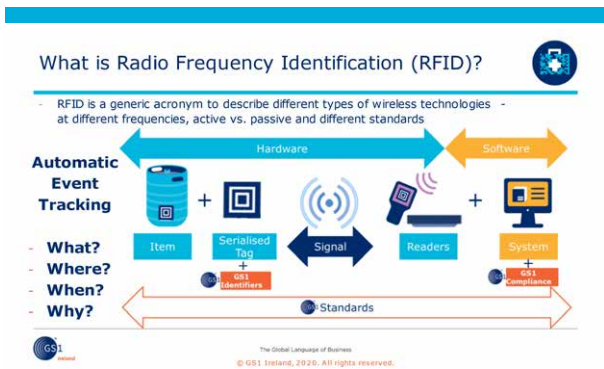 What is Radio Frequency Identification (RFID)?
- RFID is a generic acronym to describe different types of wireless technologies -
at different frequencies, active vs. passive and different standards
Hardware
Software
Automatic
Event
Tracking
+
+
Item
Serialised
Tag
Signal
Readers
System
+
GS1
GS1
Identifiers
+
GS1
GS1
Compliance
- What?
- Where?
- When?
- Why?
GS1 Standards
GS1
Ireland
The Global Language of Business
© GS1 Ireland, 2020. All rights reserved.